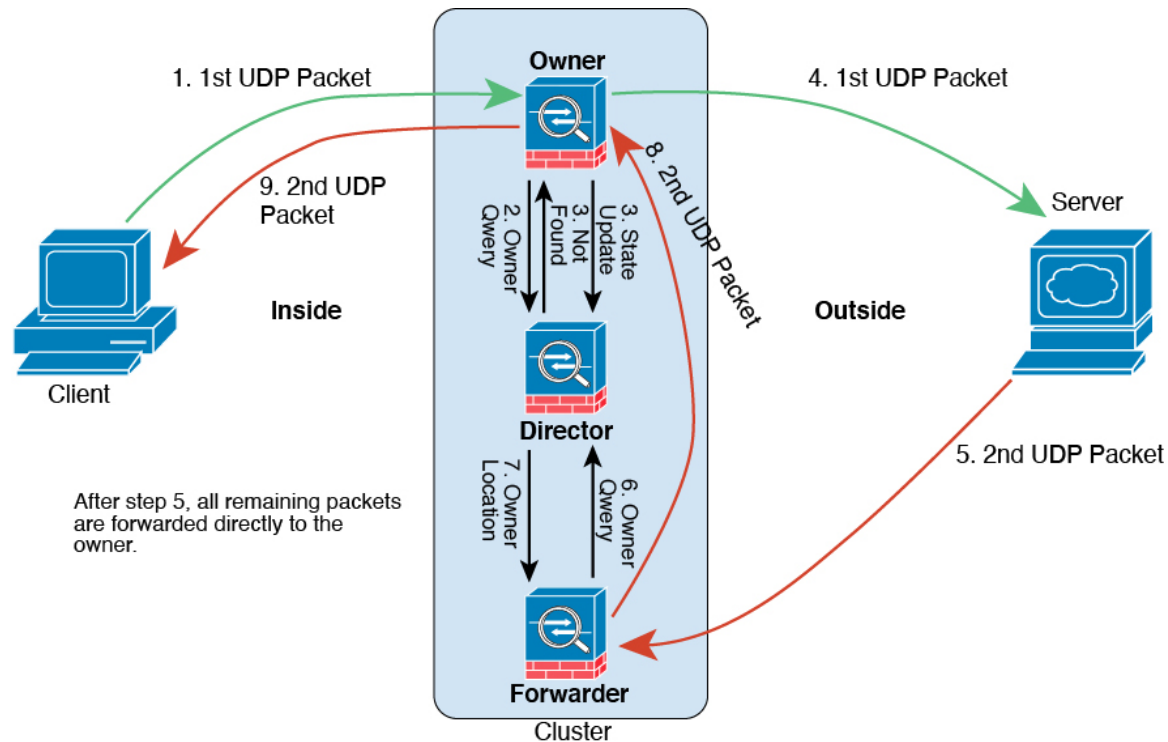 Owner
1. 1st UDP Packet
4. 1st UDP Packet
9. 2nd UDP
Packet
2. Owner
Qwery
3. Not
Found
3. State
Update
8. 2nd UDP Packet
Server
Inside
Outside
Client
Director
5. 2nd UDP Packet
7. Owner
Location
6. Owner
Qwery
After step 5, all remaining packets
are forwarded directly to the
owner.
Forwarder
Cluster